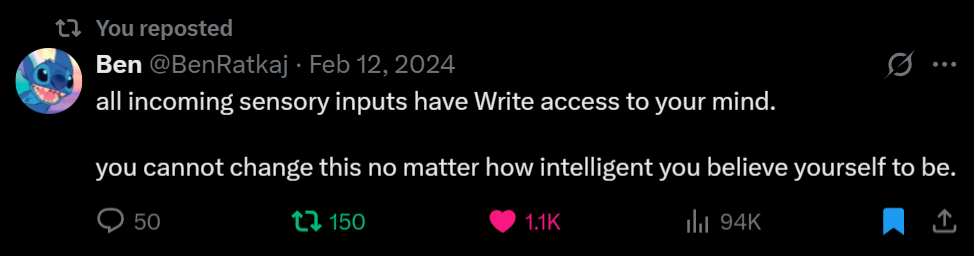 You reposted
Ben @BenRatkaj · Feb 12, 2024
all incoming sensory inputs have Write access to your mind.
you cannot change this no matter how intelligent you believe yourself to be.
50 150 1.1K 94K